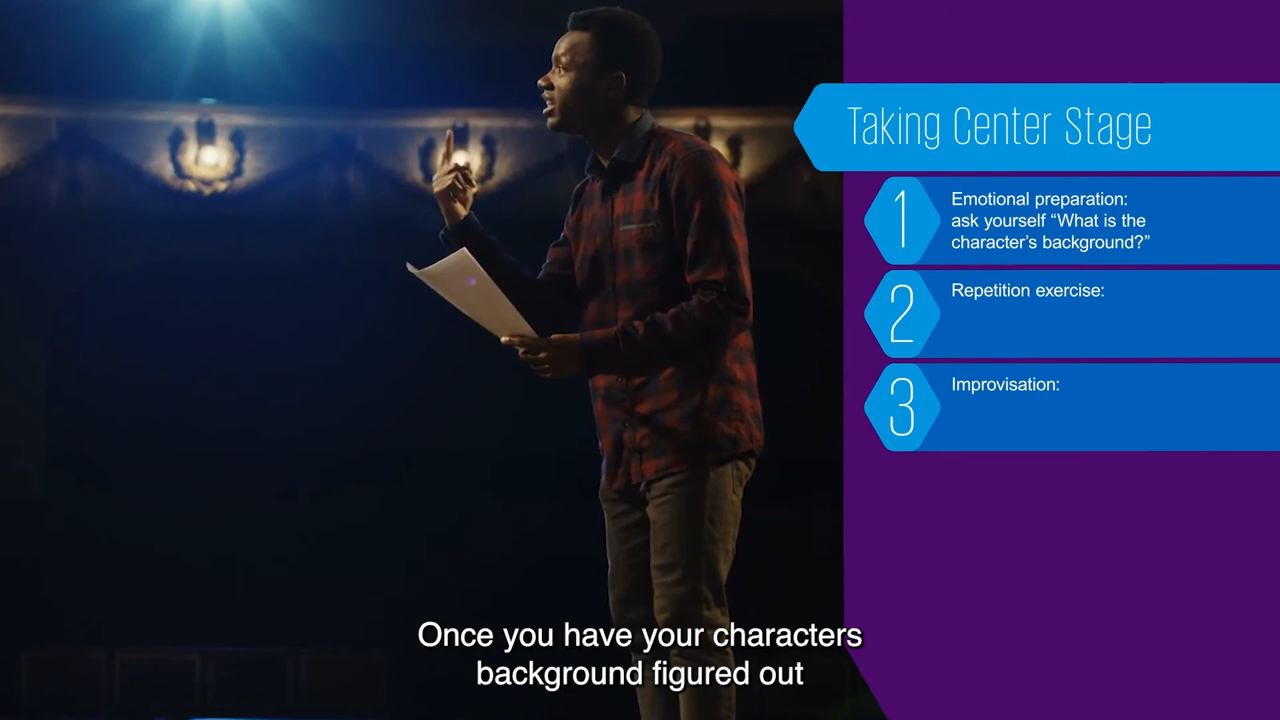 Taking Center Stage
1
Emotional preparation:
ask yourself “What is the
character’s background?”
2
Repetition exercise:
3
Improvisation:
Once you have your characters
background figured out